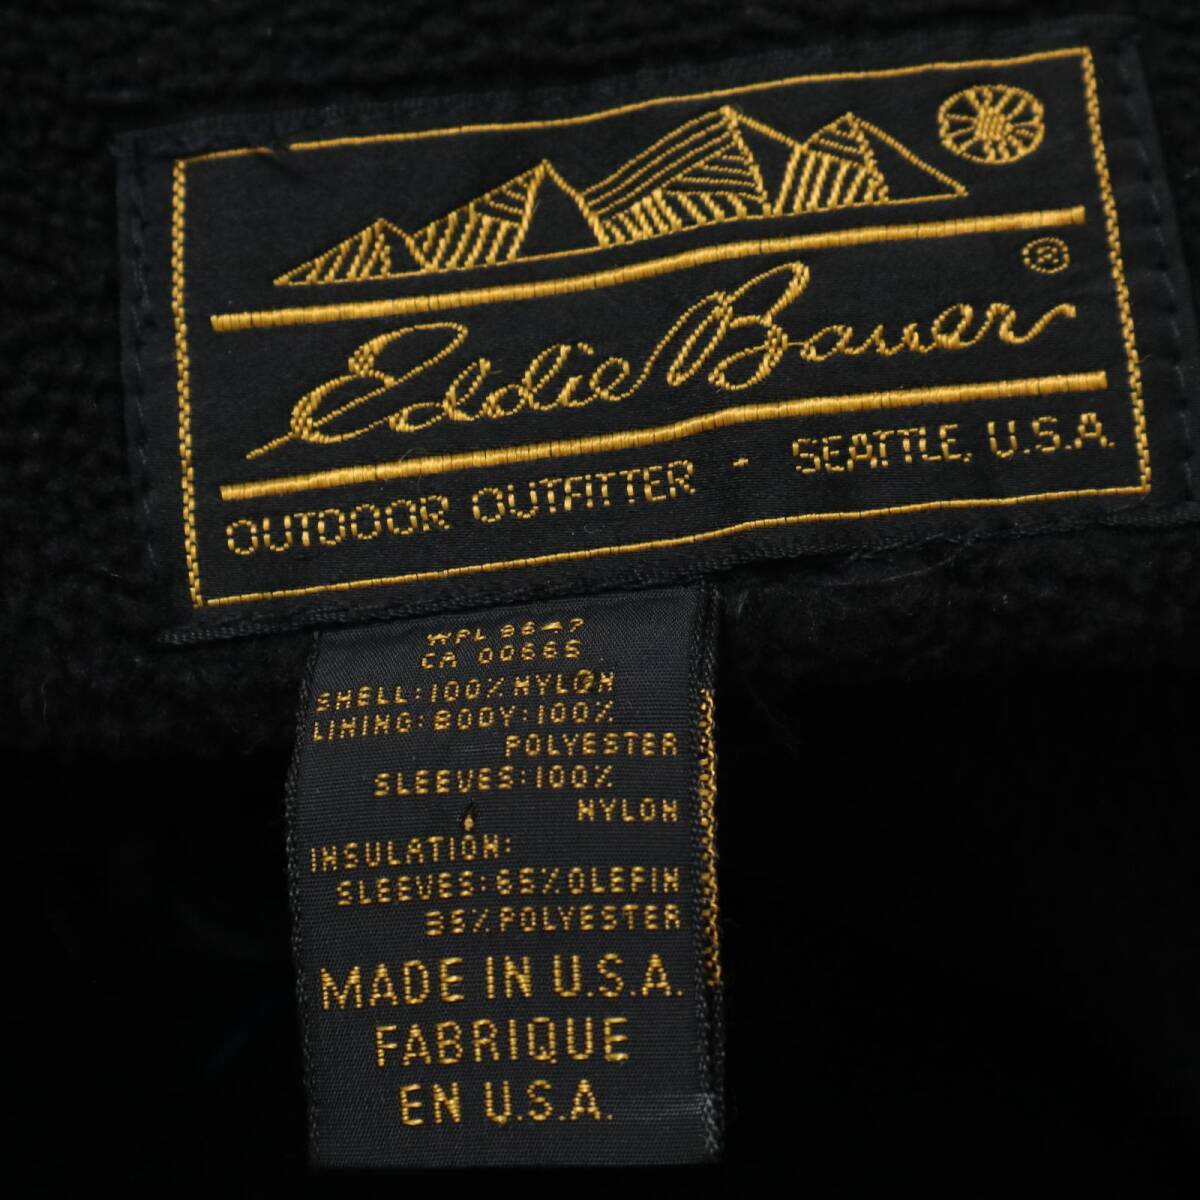 ®
Eddie Bauer
OUTDOOR OUTFITTER - SEATTLE, U.S.A.
WPL 8647
CA 00665
SHELL:100% NYLON
LINING:BODY:100%
POLYESTER
SLEEVES:100%
NYLON
INSULATION:
SLEEVES:65% OLEFIN
35% POLYESTER
MADE IN U.S.A.
FABRIQUE
EN U.S.A.